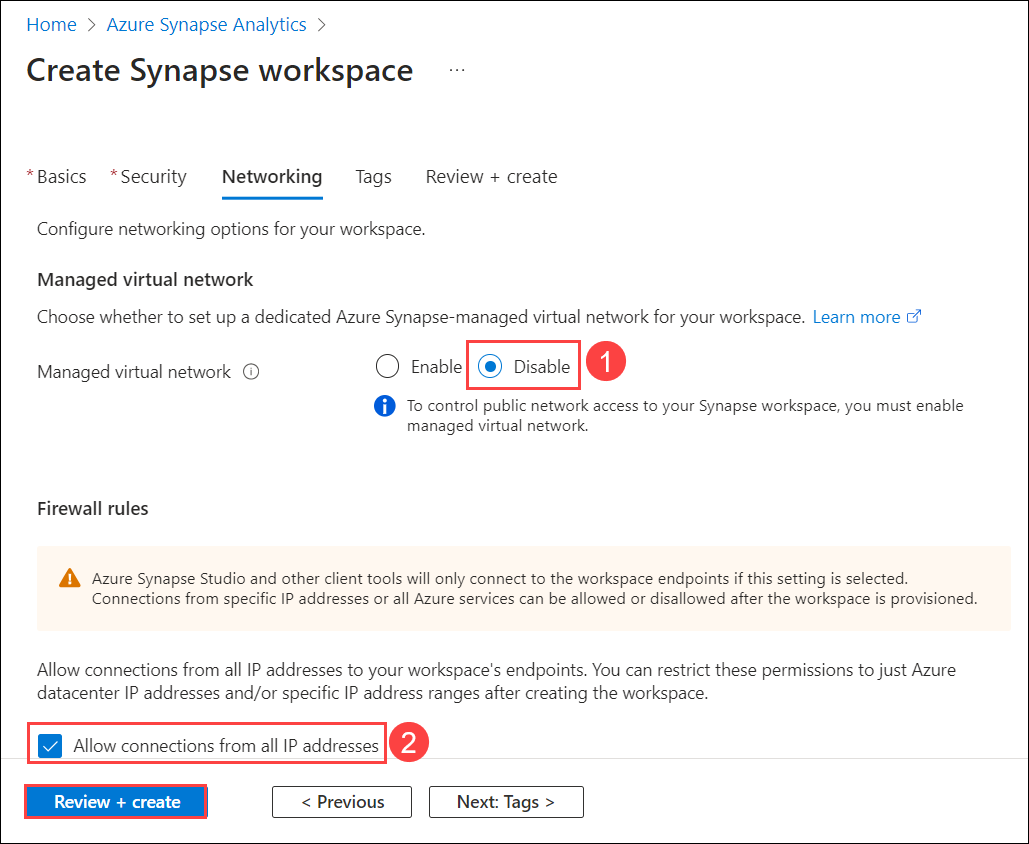 Home > Azure Synapse Analytics >
Create Synapse workspace ...
* Basics * Security Networking Tags Review + create
Configure networking options for your workspace.
Managed virtual network
Choose whether to set up a dedicated Azure Synapse-managed virtual network for your workspace. Learn more
Managed virtual network Enable Disable 1
To control public network access to your Synapse workspace, you must enable
managed virtual network.
Firewall rules
Azure Synapse Studio and other client tools will only connect to the workspace endpoints if this setting is selected.
Connections from specific IP addresses or all Azure services can be allowed or disallowed after the workspace is provisioned.
Allow connections from all IP addresses to your workspace's endpoints. You can restrict these permissions to just Azure
datacenter IP addresses and/or specific IP address ranges after creating the workspace.
Allow connections from all IP addresses 2
Review + create < Previous Next: Tags >